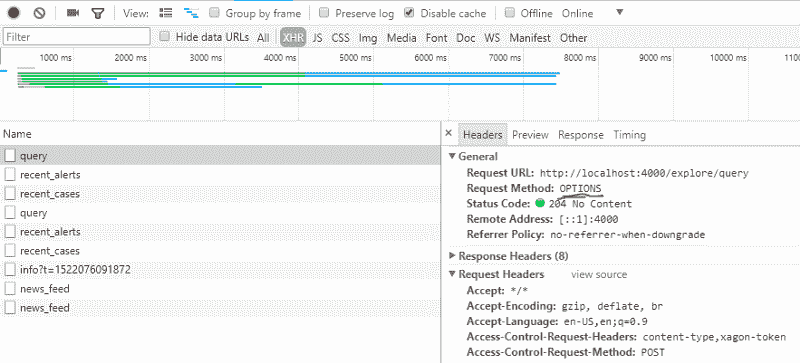 View: Group by frame Preserve log Disable cache Offline Online
Filter Hide data URLs All XHR JS CSS Img Media Font Doc WS Manifest Other
1000 ms 2000 ms 3000 ms 4000 ms 5000 ms 6000 ms 7000 ms 8000 ms 9000 ms 10000 ms 1100
Name
query
recent_alerts
recent_cases
query
recent_alerts
recent_cases
info?t=1522076091872
news_feed
news_feed
× Headers Preview Response Timing
General
Request URL: http://localhost:4000/explore/query
Request Method: OPTIONS
Status Code: 204 No Content
Remote Address: [::1]:4000
Referrer Policy: no-referrer-when-downgrade
Response Headers (8)
Request Headers view source
Accept: */*
Accept-Encoding: gzip, deflate, br
Accept-Language: en-US,en;q=0.9
Access-Control-Request-Headers: content-type,xagon-token
Access-Control-Request-Method: POST